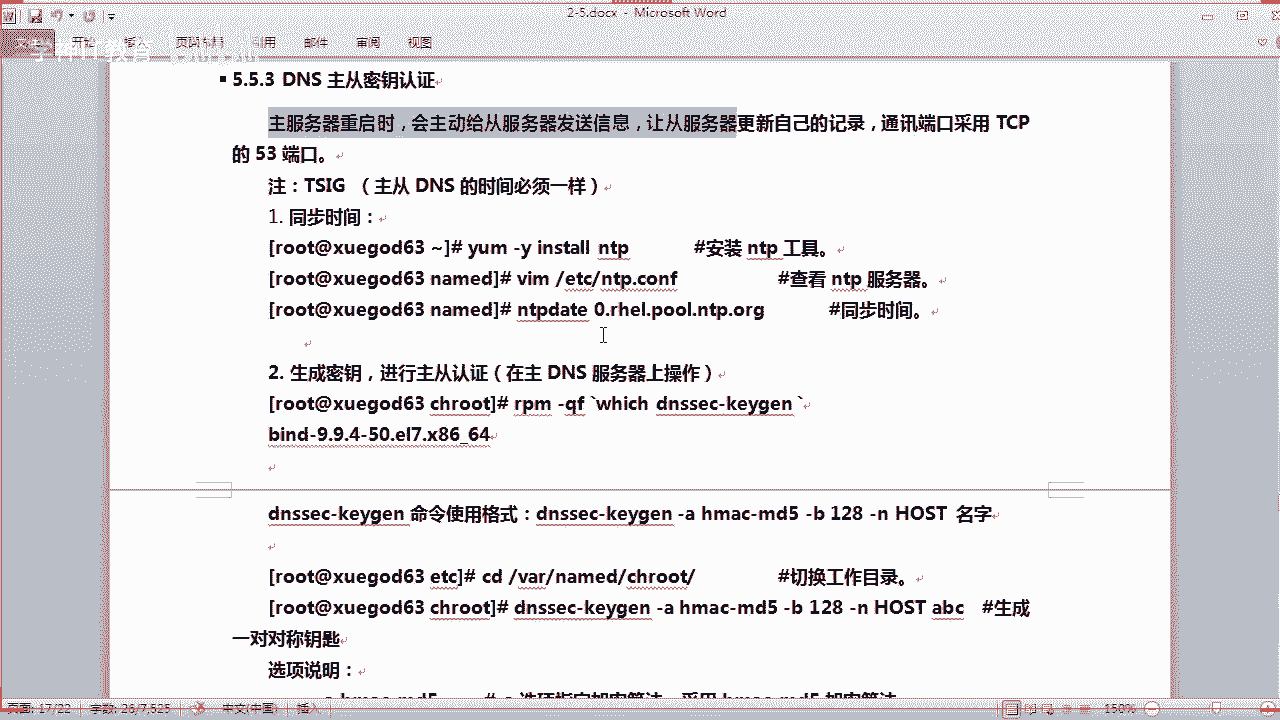 2-5.docx - Microsoft Word
开始 页面布局 引用 邮件 审阅 视图
▪ 5.5.3 DNS 主从密钥认证
主服务器重启时，会主动给从服务器发送信息，让从服务器更新自己的记录，通讯端口采用 TCP
的 53 端口。
注：TSIG （主从 DNS 的时间必须一样）
1. 同步时间：
[root@xuegod63 ~]# yum -y install ntp #安装 ntp 工具。
[root@xuegod63 named]# vim /etc/ntp.conf #查看 ntp 服务器。
[root@xuegod63 named]# ntpdate 0.rhel.pool.ntp.org #同步时间。
2. 生成密钥，进行主从认证（在主 DNS 服务器上操作）
[root@xuegod63 chroot]# rpm -qf `which dnssec-keygen`
bind-9.9.4-50.el7.x86_64
dnssec-keygen 命令使用格式：dnssec-keygen -a hmac-md5 -b 128 -n HOST 名字
[root@xuegod63 etc]# cd /var/named/chroot/ #切换工作目录。
[root@xuegod63 chroot]# dnssec-keygen -a hmac-md5 -b 128 -n HOST abc #生成
一对对称钥匙
选项说明：
页面: 17/22 字数: 26/7,525 中文(中国) 插入 150%